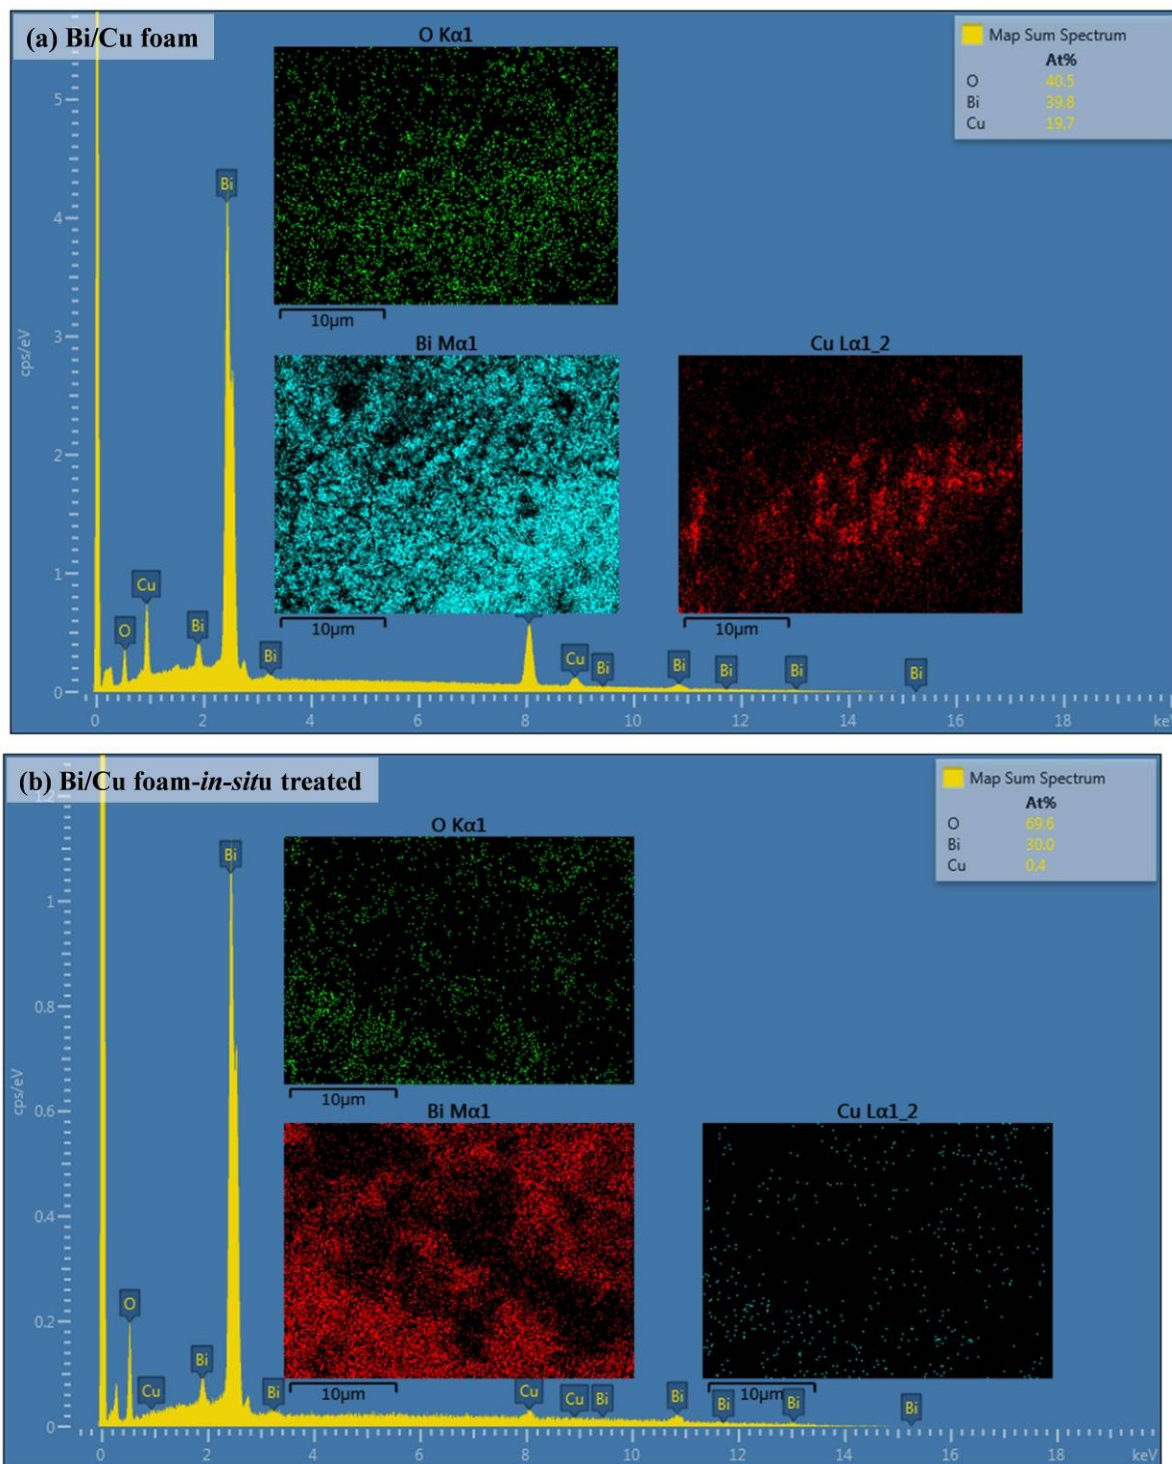 (a) Bi/Cu foam
O Kα1
Map Sum Spectrum
At%
O 40.5
Bi 39.8
Cu 19.7
5
4
3
2
1
0
cps/eV
Bi
10µm
Bi Mα1
Cu Lα1_2
10µm
10µm
O
Cu
Bi
Bi
Cu
Bi
Bi
Bi
Bi
Bi
0 2 4 6 8 10 12 14 16 18 keV
(b) Bi/Cu foam-in-situ treated
O Kα1
Map Sum Spectrum
At%
O 69.6
Bi 30.0
Cu 0.4
1.2
1
0.8
0.6
0.4
0.2
0
cps/eV
Bi
10µm
Bi Mα1
Cu Lα1_2
10µm
10µm
O
Cu
Bi
Bi
Cu
Cu
Bi
Bi
Bi
Bi
Bi
0 2 4 6 8 10 12 14 16 18 keV